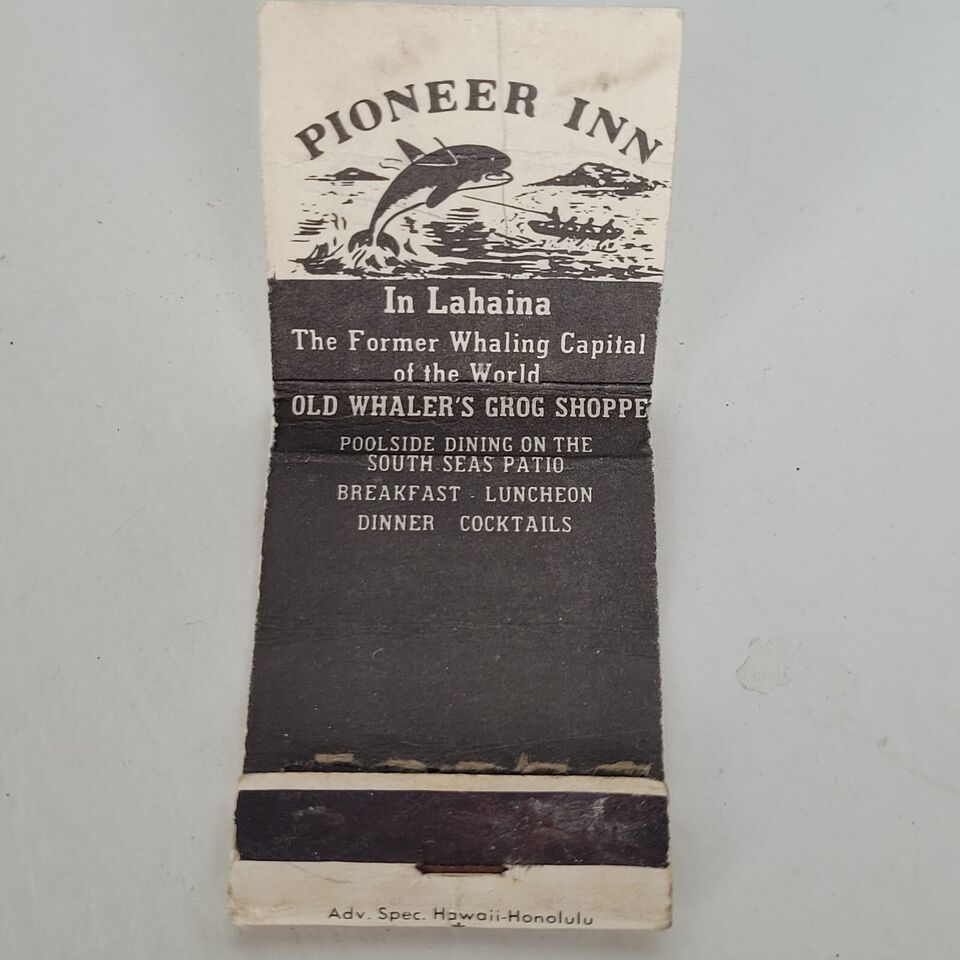 PIONEER INN
In Lahaina
The Former Whaling Capital
of the World
OLD WHALER'S GROG SHOPPE
POOLSIDE DINING ON THE
SOUTH SEAS PATIO
BREAKFAST - LUNCHEON
DINNER COCKTAILS
Adv. Spec. Hawaii-Honolulu